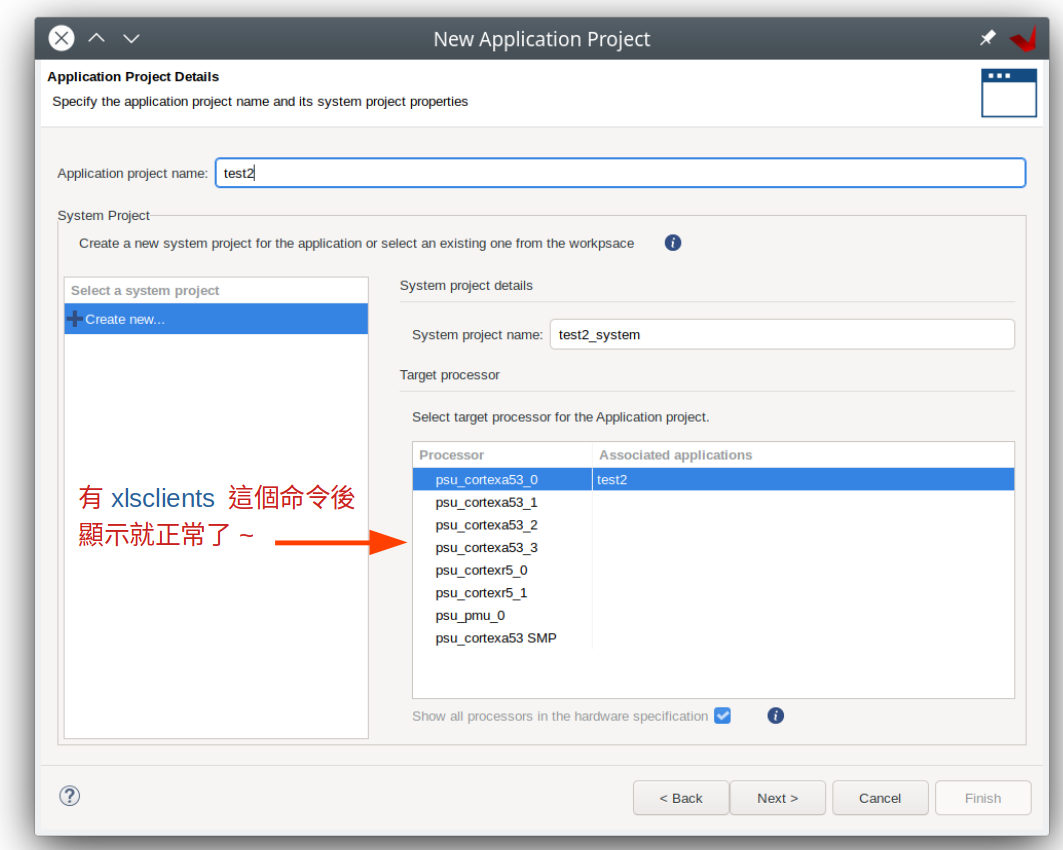 New Application Project
Application Project Details
Specify the application project name and its system project properties
Application project name: test2
System Project
Create a new system project for the application or select an existing one from the workpsace
Select a system project
Create new...
System project details
System project name: test2_system
Target processor
Select target processor for the Application project.
Processor Associated applications
psu_cortexa53_0 test2
psu_cortexa53_1
psu_cortexa53_2
psu_cortexa53_3
psu_cortexr5_0
psu_cortexr5_1
psu_pmu_0
psu_cortexa53 SMP
有 xlsclients 這個命令後
顯示就正常了 ~
Show all processors in the hardware specification
< Back Next > Cancel Finish